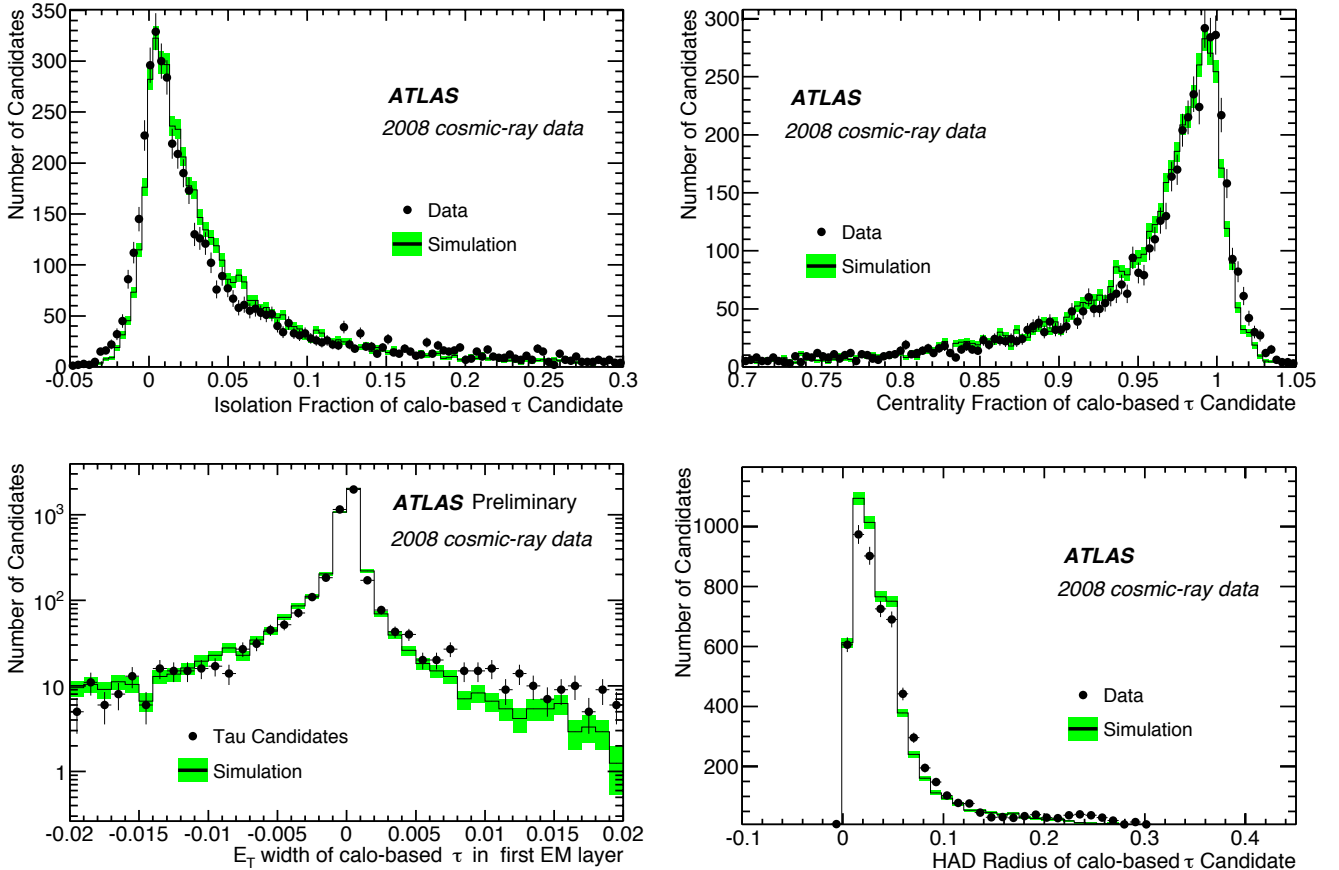 Number of Candidates
350
300
250
200
150
100
50
0
ATLAS
2008 cosmic-ray data
Data
Simulation
-0.05 0 0.05 0.1 0.15 0.2 0.25 0.3
Isolation Fraction of calo-based τ Candidate
Number of Candidates
300
250
200
150
100
50
0
ATLAS
2008 cosmic-ray data
Data
Simulation
0.7 0.75 0.8 0.85 0.9 0.95 1 1.05
Centrality Fraction of calo-based τ Candidate
Number of Candidates
10³
10²
10
1
ATLAS Preliminary
2008 cosmic-ray data
Tau Candidates
Simulation
-0.02 -0.015 -0.01 -0.005 0 0.005 0.01 0.015 0.02
E_T width of calo-based τ in first EM layer
Number of Candidates
1000
800
600
400
200
ATLAS
2008 cosmic-ray data
Data
Simulation
-0.1 0 0.1 0.2 0.3 0.4
HAD Radius of calo-based τ Candidate